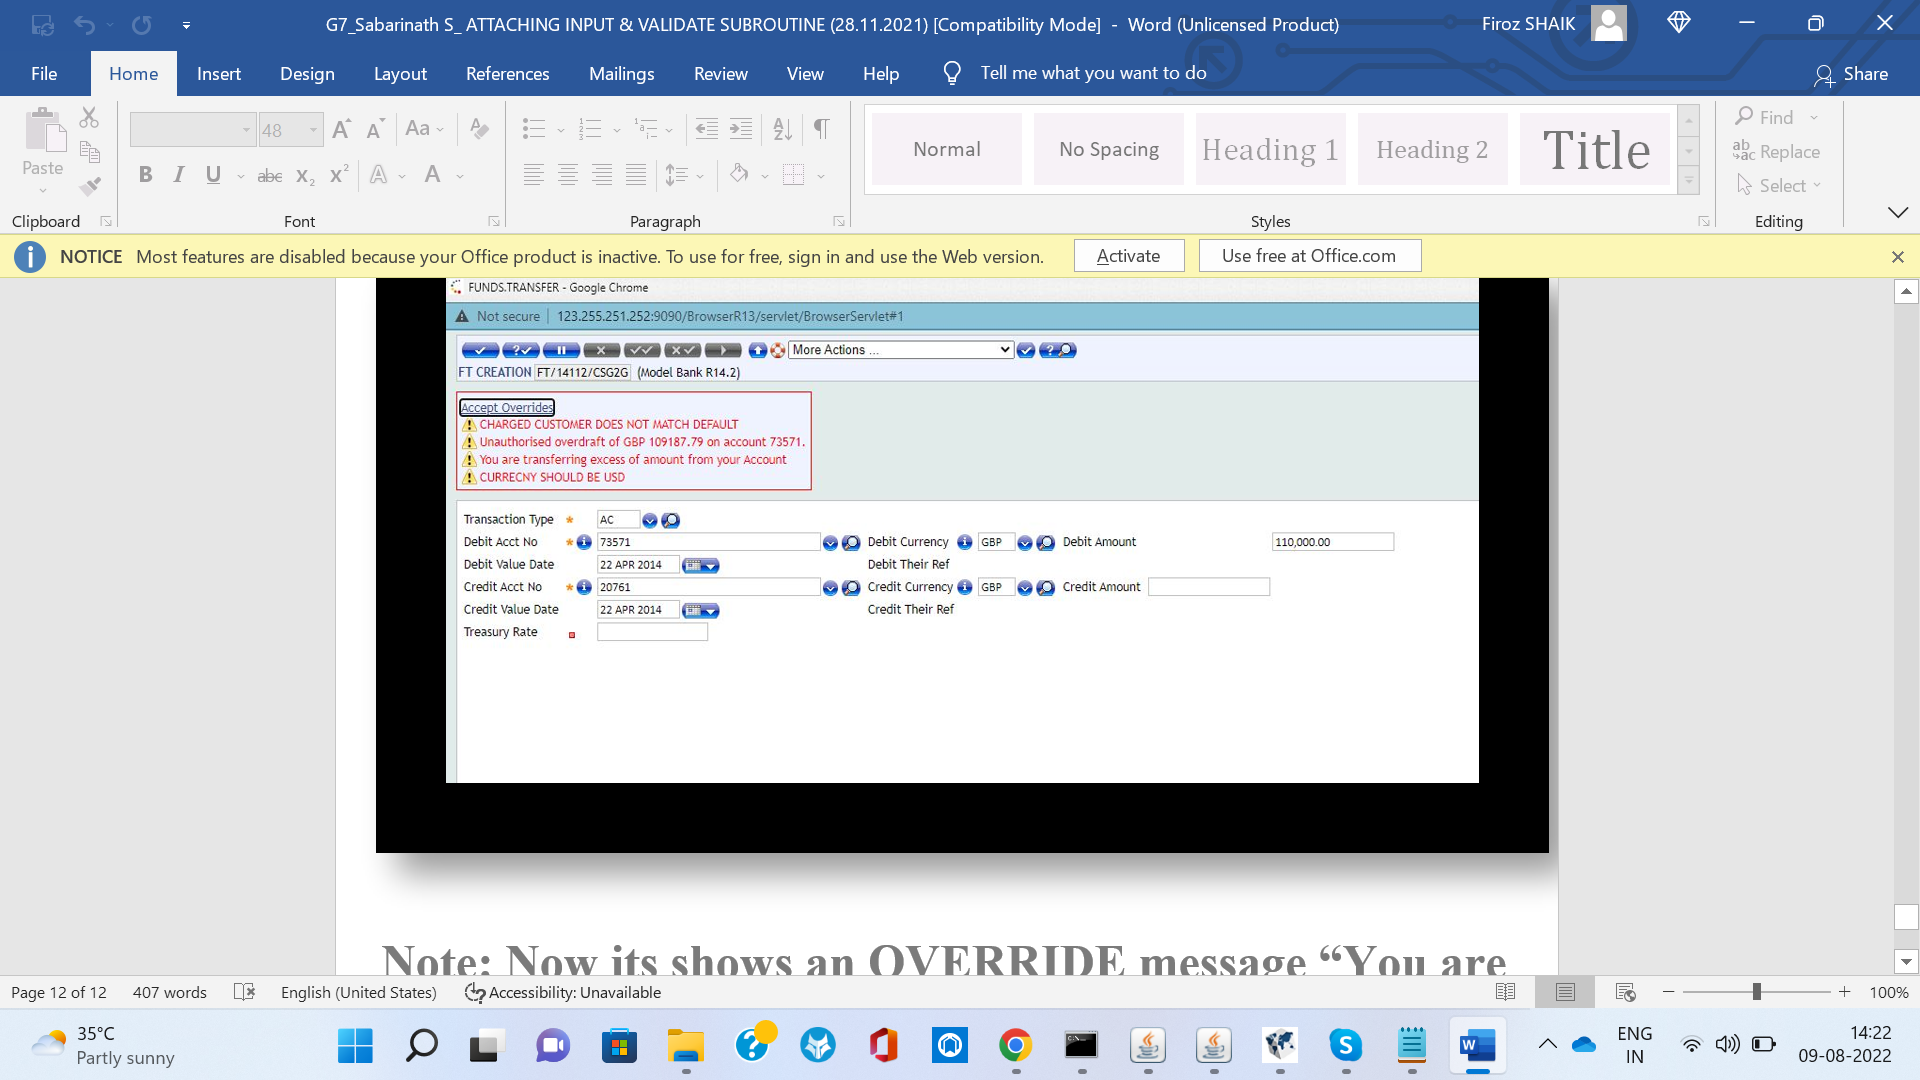 G7_Sabarinath S_ ATTACHING INPUT & VALIDATE SUBROUTINE (28.11.2021) [Compatibility Mode] - Word (Unlicensed Product)
Firoz SHAIK
File Home Insert Design Layout References Mailings Review View Help Tell me what you want to do Share
Paste
48
Aa
B I U abc x2 x2 A A
Normal
No Spacing
Heading 1
Heading 2
Title
Find
Replace
Select
Clipboard Font Paragraph Styles Editing
NOTICE Most features are disabled because your Office product is inactive. To use for free, sign in and use the Web version. Activate Use free at Office.com
FUNDS.TRANSFER - Google Chrome
Not secure | 123.255.251.252:9090/BrowserR13/servlet/BrowserServlet#1
More Actions ...
FT CREATION FT/14112/CSG2G (Model Bank R14.2)
Accept Overrides
CHARGED CUSTOMER DOES NOT MATCH DEFAULT
Unauthorised overdraft of GBP 109187.79 on account 73571.
You are transferring excess of amount from your Account
CURRECNY SHOULD BE USD
Transaction Type * AC
Debit Acct No * 73571 Debit Currency GBP Debit Amount 110,000.00
Debit Value Date 22 APR 2014 Debit Their Ref
Credit Acct No * 20761 Credit Currency GBP Credit Amount
Credit Value Date 22 APR 2014 Credit Their Ref
Treasury Rate
Note: Now its shows an OVERRIDE message “You are
Page 12 of 12 407 words English (United States) Accessibility: Unavailable 100%
35°C
Partly sunny
ENG
IN
14:22
09-08-2022